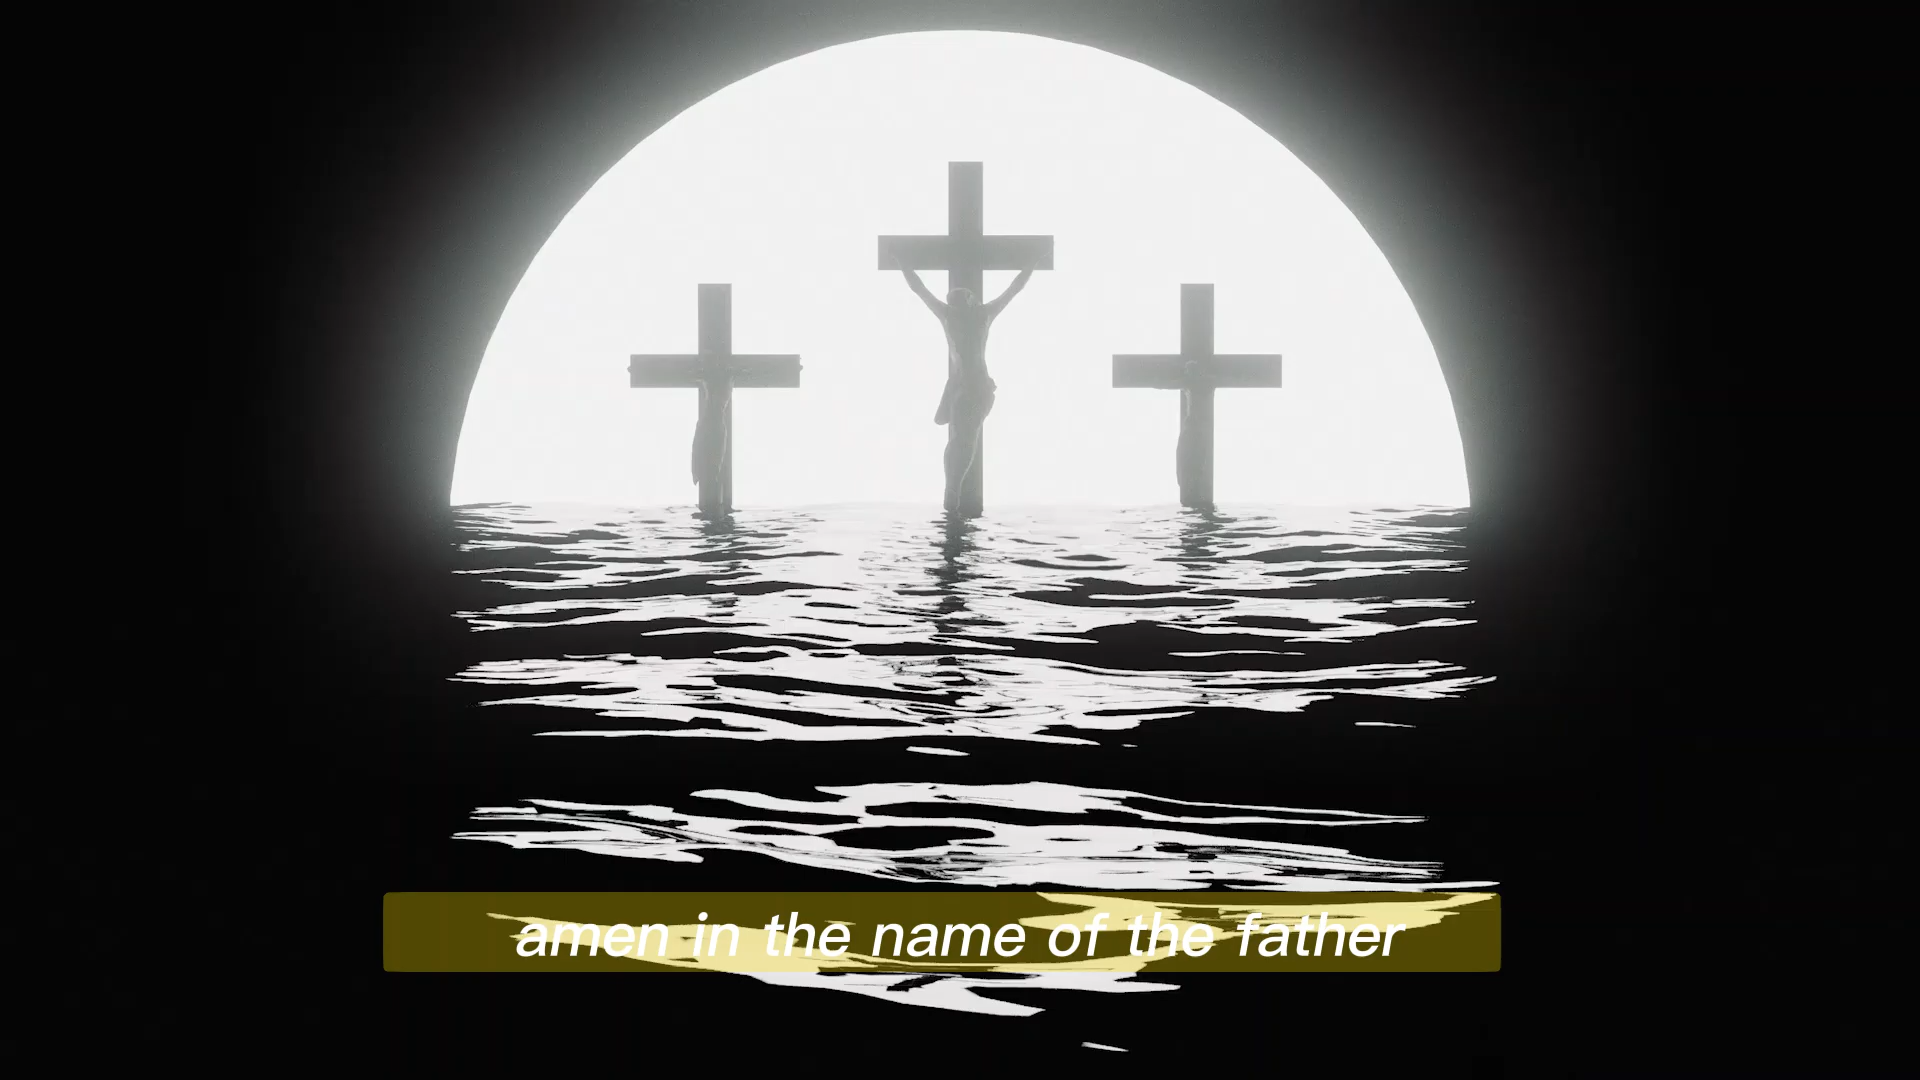 amen in the name of the father